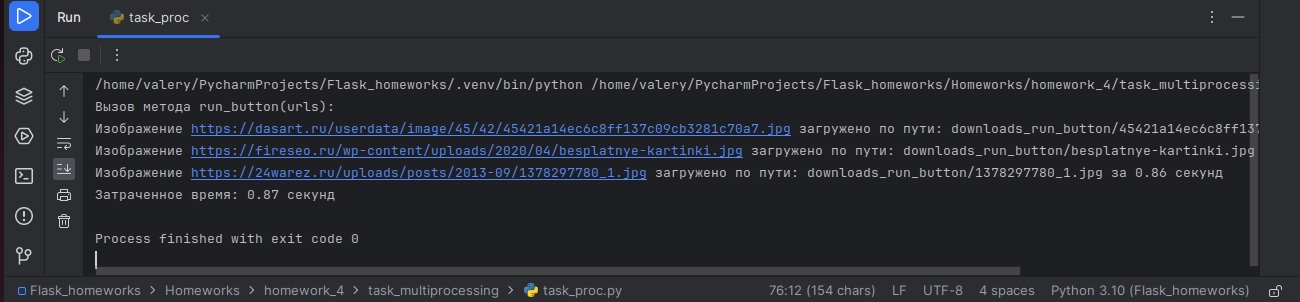 Run task_proc
/home/valery/PycharmProjects/Flask_homeworks/.venv/bin/python /home/valery/PycharmProjects/Flask_homeworks/Homeworks/homework_4/task_multiprocessi
Вызов метода run_button(urls):
Изображение https://dasart.ru/userdata/image/45/42/45421a14ec6c8ff137c09cb3281c70a7.jpg загружено по пути: downloads_run_button/45421a14ec6c8ff137
Изображение https://fireseo.ru/wp-content/uploads/2020/04/besplatnye-kartinki.jpg загружено по пути: downloads_run_button/besplatnye-kartinki.jpg
Изображение https://24warez.ru/uploads/posts/2013-09/1378297780_1.jpg загружено по пути: downloads_run_button/1378297780_1.jpg за 0.86 секунд
Затраченное время: 0.87 секунд
Process finished with exit code 0
Flask_homeworks > Homeworks > homework_4 > task_multiprocessing > task_proc.py 76:12 (154 chars) LF UTF-8 4 spaces Python 3.10 (Flask_homeworks)